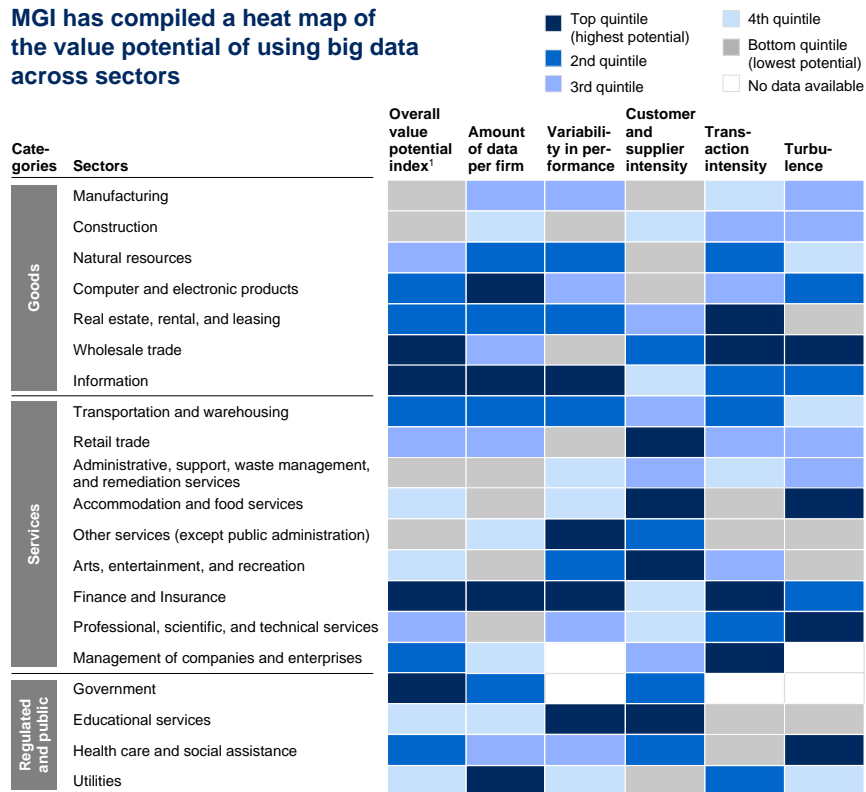 MGI has compiled a heat map of
the value potential of using big data
across sectors
Top quintile
(highest potential)
2nd quintile
3rd quintile
4th quintile
Bottom quintile
(lowest potential)
No data available
Cate-
gories
Sectors
Overall
value
potential
index1
Amount
of data
per firm
Variabili-
ty in per-
formance
Customer
and
supplier
intensity
Trans-
action
intensity
Turbu-
lence
Goods
Manufacturing
Construction
Natural resources
Computer and electronic products
Real estate, rental, and leasing
Wholesale trade
Information
Services
Transportation and warehousing
Retail trade
Administrative, support, waste management,
and remediation services
Accommodation and food services
Other services (except public administration)
Arts, entertainment, and recreation
Finance and Insurance
Professional, scientific, and technical services
Management of companies and enterprises
Regulated
and public
Government
Educational services
Health care and social assistance
Utilities